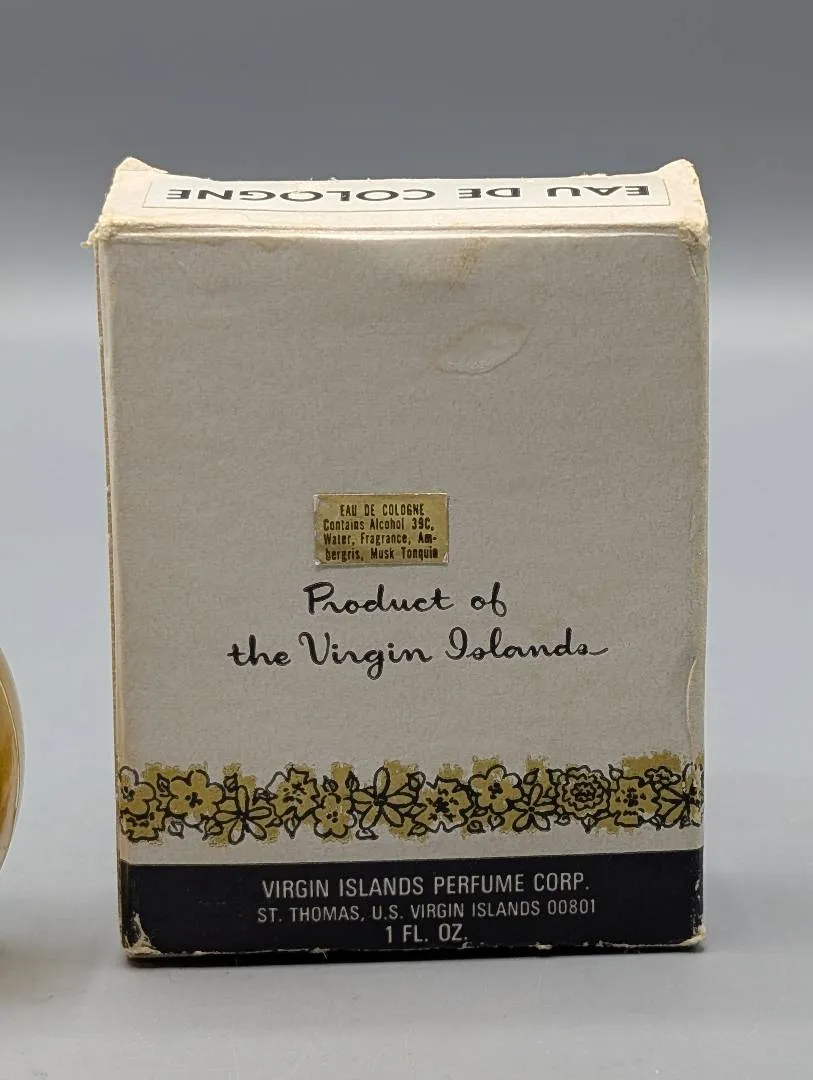 EAU DE COLOGNE
EAU DE COLOGNE
Contains Alcohol 39C,
Water, Fragrance, Am-
bergris, Musk Tonquin
Product of
the Virgin Islands
VIRGIN ISLANDS PERFUME CORP.
ST. THOMAS, U.S. VIRGIN ISLANDS 00801
1 FL. OZ.